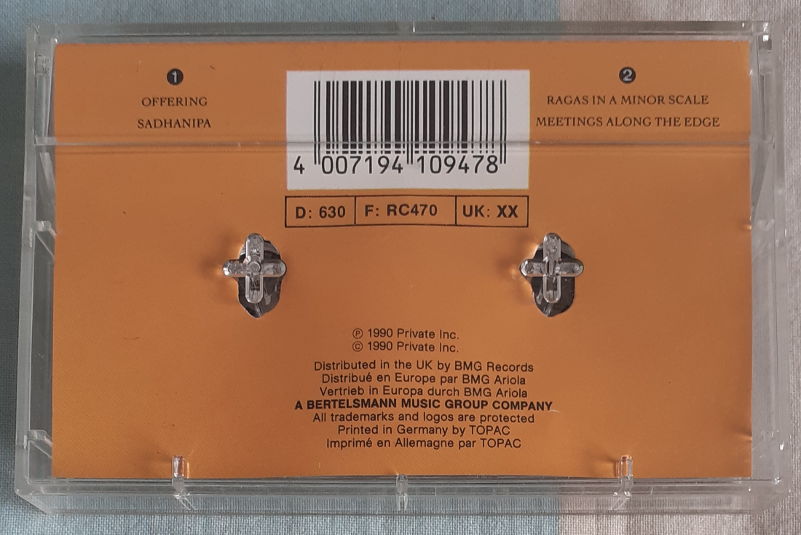 1
OFFERING
SADHANIPA
2
RAGAS IN A MINOR SCALE
MEETINGS ALONG THE EDGE
4 007194 109478
D: 630 F: RC470 UK: XX
℗ 1990 Private Inc.
© 1990 Private Inc.
Distributed in the UK by BMG Records
Distribué en Europe par BMG Ariola
Vertrieb in Europa durch BMG Ariola
A BERTELSMANN MUSIC GROUP COMPANY
All trademarks and logos are protected
Printed in Germany by TOPAC
Imprimé en Allemagne par TOPAC